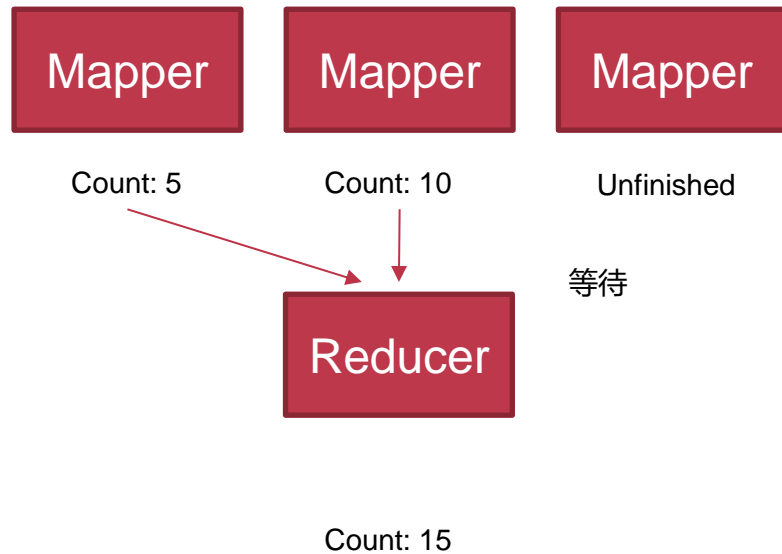 Mapper
Mapper
Mapper
Count: 5
Count: 10
Unfinished
等待
Reducer
Count: 15